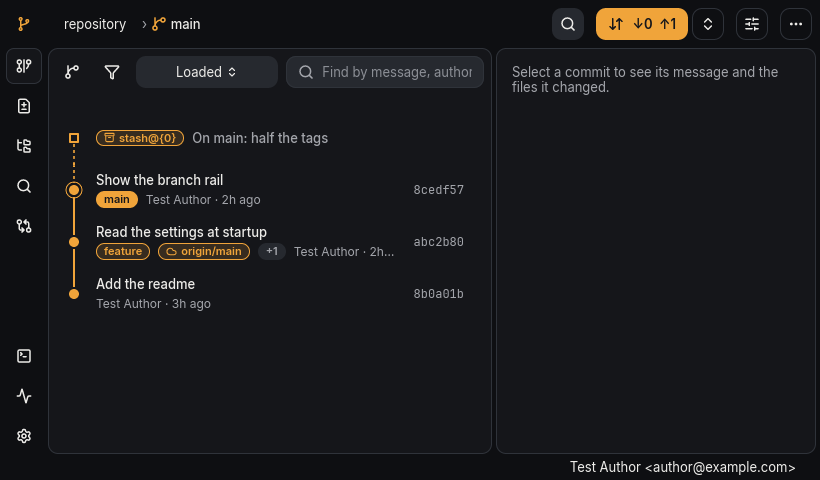 repository › main
↓0 ↑1
Loaded
Find by message, author
Select a commit to see its message and the
files it changed.
stash@{0} On main: half the tags
Show the branch rail
main Test Author · 2h ago
8cedf57
Read the settings at startup
feature origin/main +1 Test Author · 2h...
abc2b80
Add the readme
Test Author · 3h ago
8b0a01b
Test Author <author@example.com>